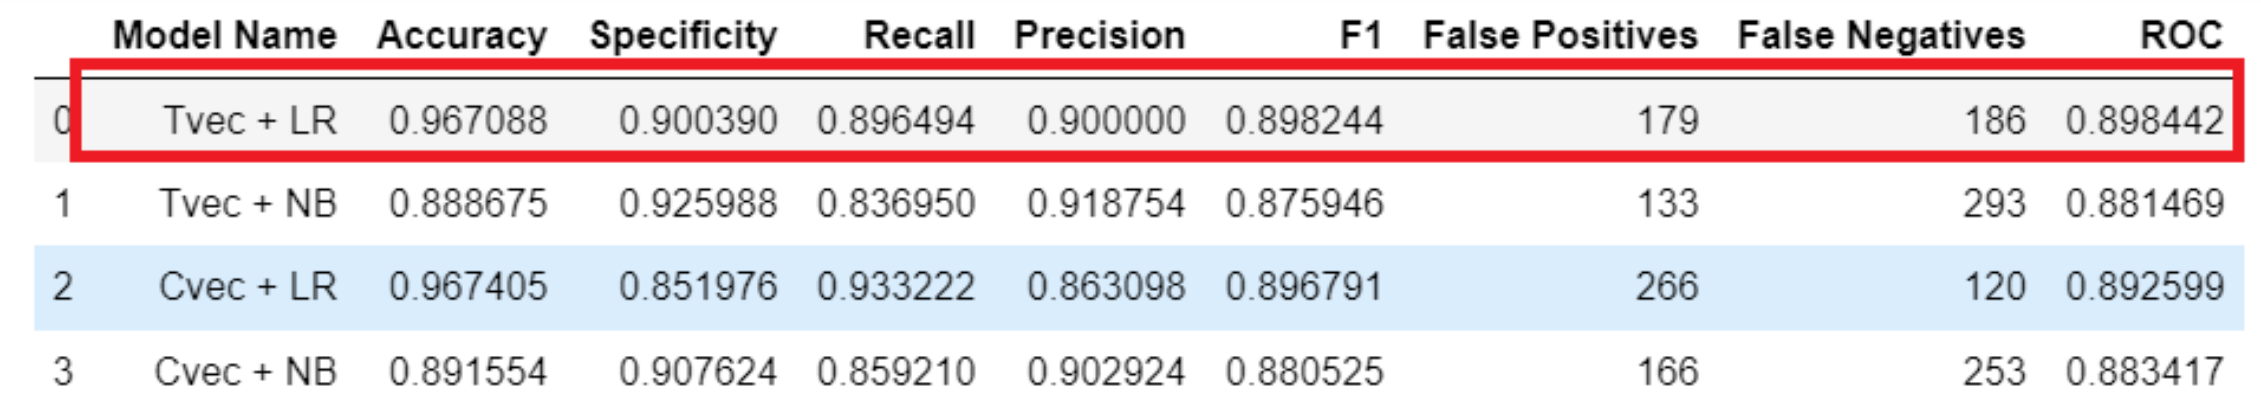 Model Name Accuracy Specificity Recall Precision F1 False Positives False Negatives ROC
0 Tvec + LR 0.967088 0.900390 0.896494 0.900000 0.898244 179 186 0.898442
1 Tvec + NB 0.888675 0.925988 0.836950 0.918754 0.875946 133 293 0.881469
2 Cvec + LR 0.967405 0.851976 0.933222 0.863098 0.896791 266 120 0.892599
3 Cvec + NB 0.891554 0.907624 0.859210 0.902924 0.880525 166 253 0.883417